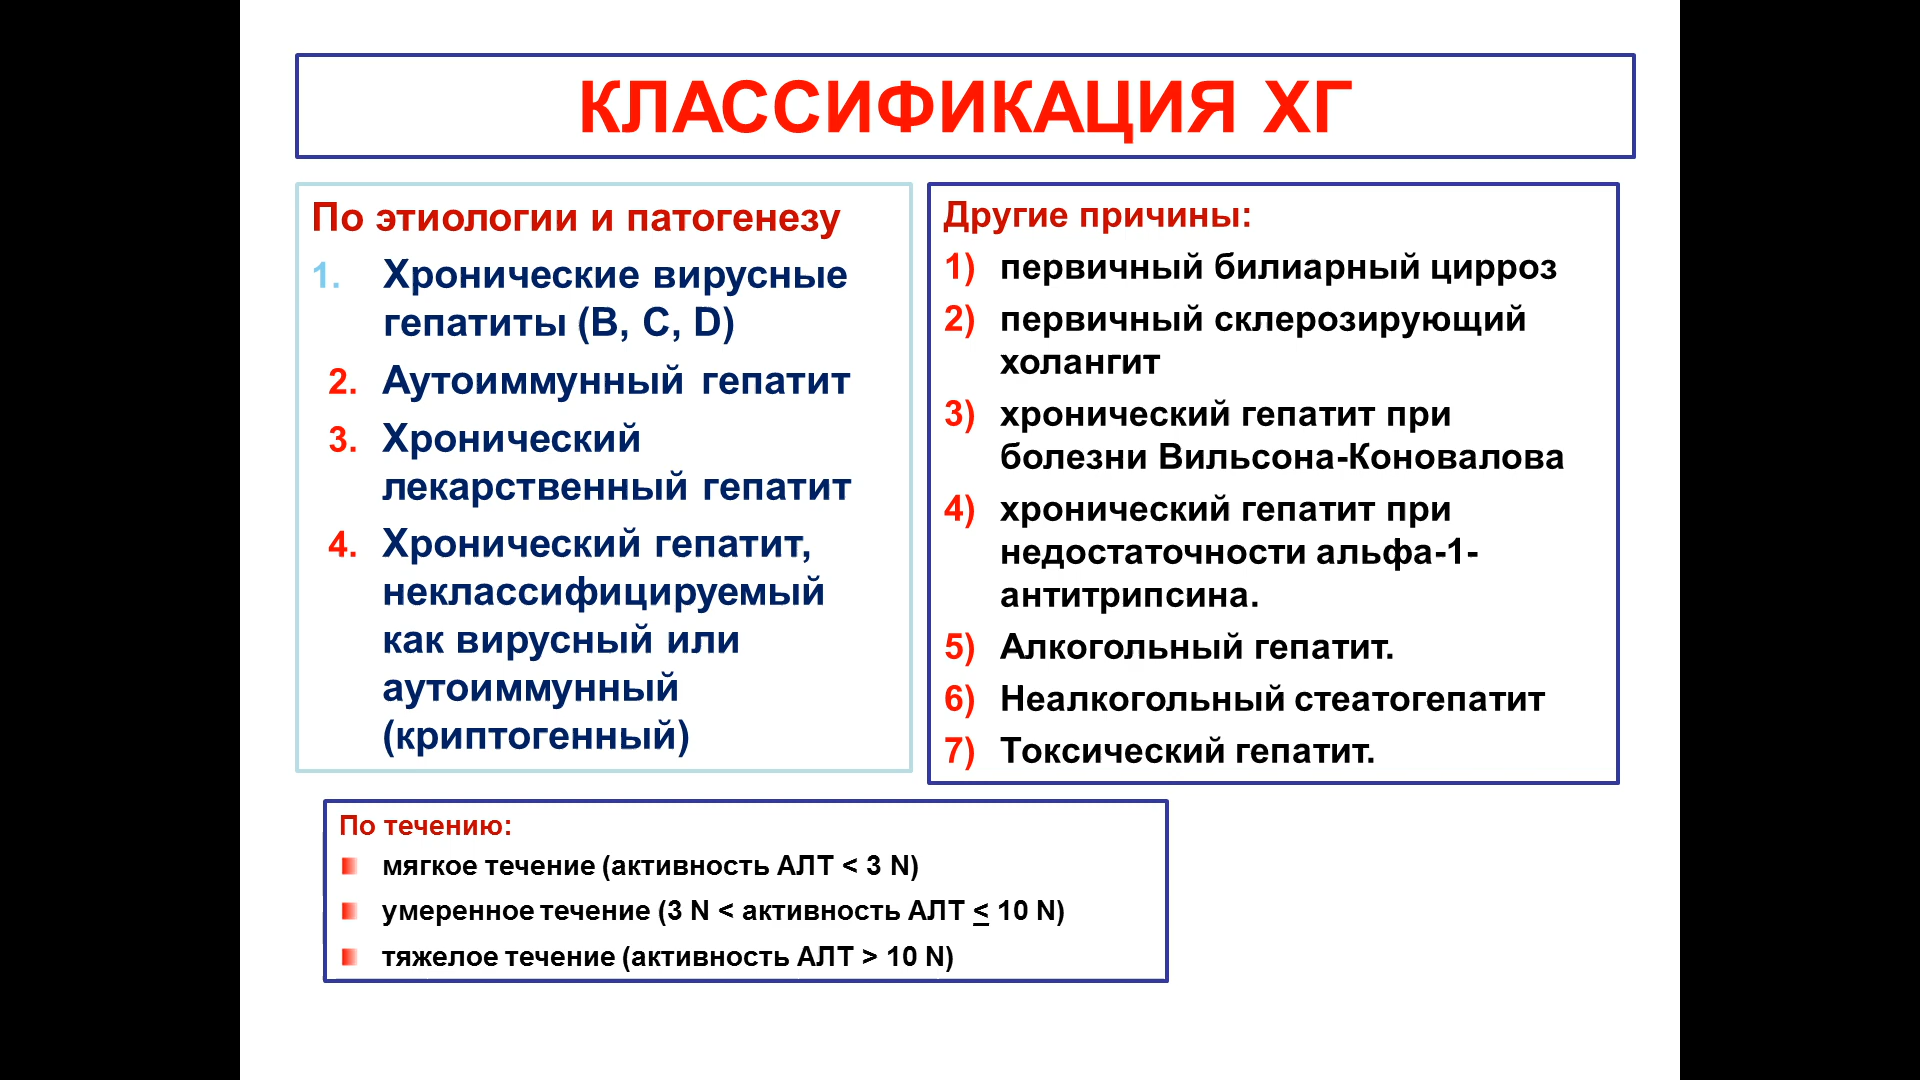 КЛАССИФИКАЦИЯ ХГ
По этиологии и патогенезу
1. Хронические вирусные
гепатиты (B, C, D)
2. Аутоиммунный гепатит
3. Хронический
лекарственный гепатит
4. Хронический гепатит,
неклассифицируемый
как вирусный или
аутоиммунный
(криптогенный)
Другие причины:
1) первичный билиарный цирроз
2) первичный склерозирующий
холангит
3) хронический гепатит при
болезни Вильсона-Коновалова
4) хронический гепатит при
недостаточности альфа-1-
антитрипсина.
5) Алкогольный гепатит.
6) Неалкогольный стеатогепатит
7) Токсический гепатит.
По течению:
мягкое течение (активность АЛТ < 3 N)
умеренное течение (3 N < активность АЛТ ≤ 10 N)
тяжелое течение (активность АЛТ > 10 N)